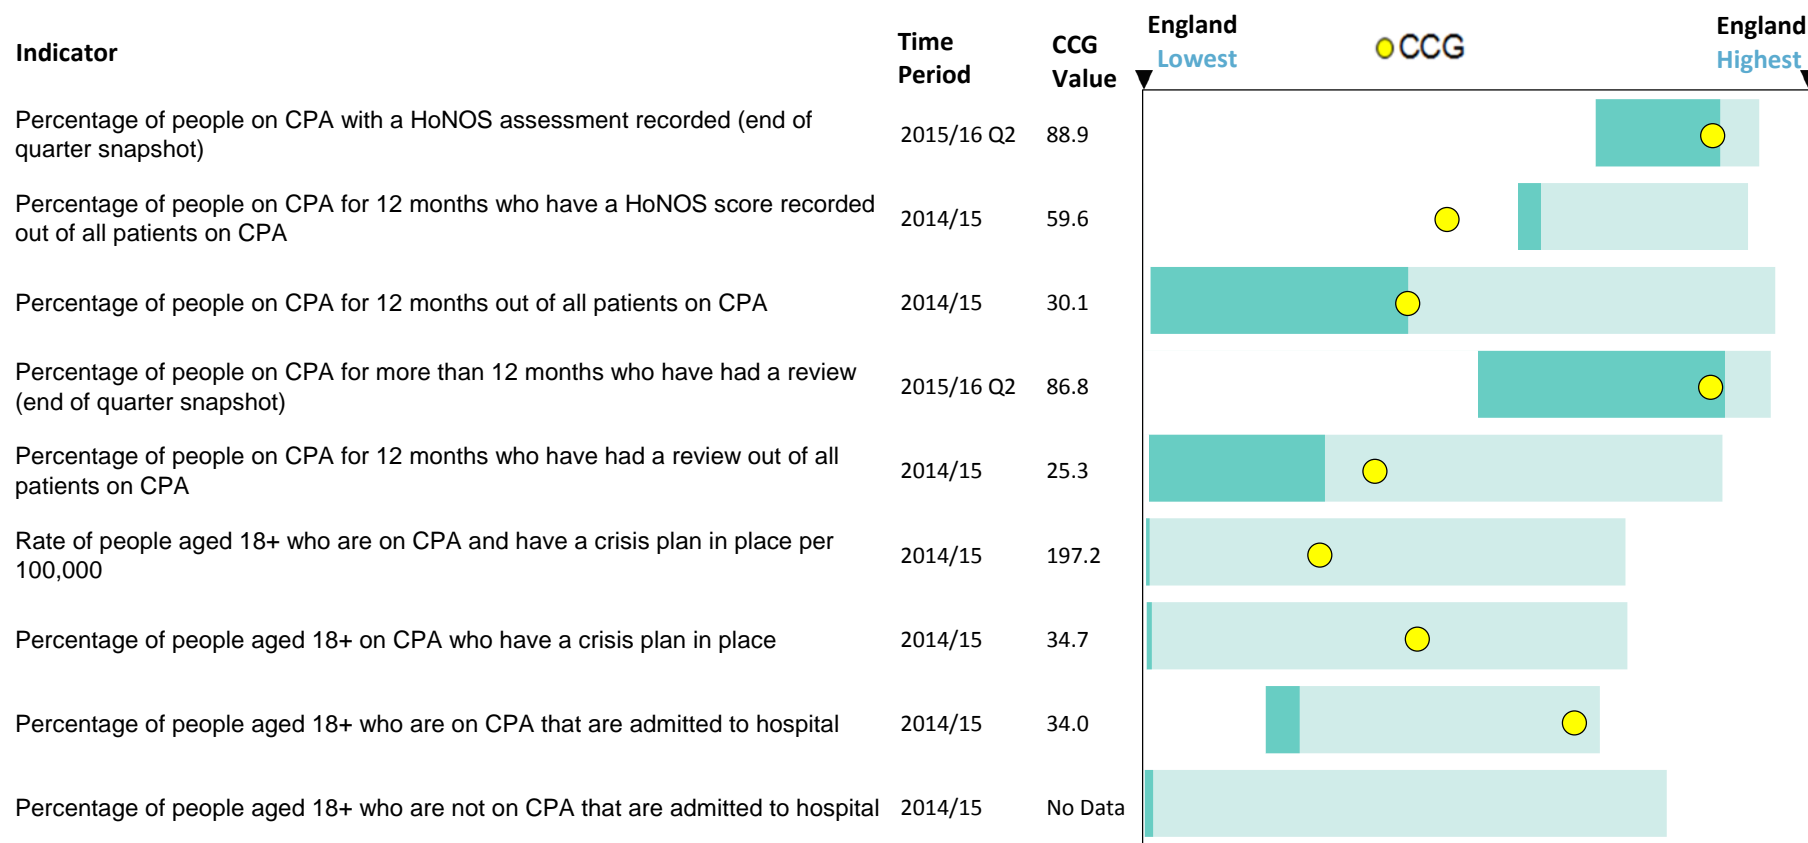 Indicator
Time
Period
CCG
Value
England
Lowest
CCG
England
Highest
Percentage of people on CPA with a HoNOS assessment recorded (end of
quarter snapshot)
2015/16 Q2
88.9
Percentage of people on CPA for 12 months who have a HoNOS score recorded
out of all patients on CPA
2014/15
59.6
Percentage of people on CPA for 12 months out of all patients on CPA
2014/15
30.1
Percentage of people on CPA for more than 12 months who have had a review
(end of quarter snapshot)
2015/16 Q2
86.8
Percentage of people on CPA for 12 months who have had a review out of all
patients on CPA
2014/15
25.3
Rate of people aged 18+ who are on CPA and have a crisis plan in place per
100,000
2014/15
197.2
Percentage of people aged 18+ on CPA who have a crisis plan in place
2014/15
34.7
Percentage of people aged 18+ who are on CPA that are admitted to hospital
2014/15
34.0
Percentage of people aged 18+ who are not on CPA that are admitted to hospital
2014/15
No Data